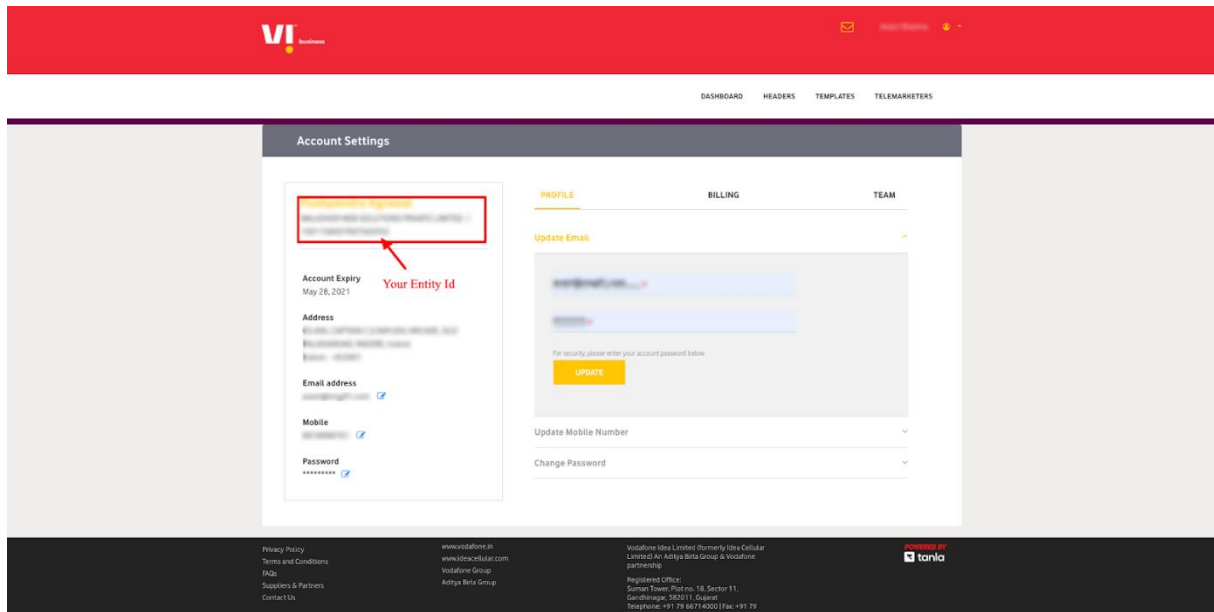 VI
business
DASHBOARD HEADERS TEMPLATES TELEMARKETERS
Account Settings
Your Entity Id
Account Expiry
May 28, 2021
Address
Email address
Mobile
Password
*********
PROFILE BILLING TEAM
Update Email
For security, please enter your account password below
UPDATE
Update Mobile Number
Change Password
Privacy Policy
Terms and Conditions
FAQs
Suppliers & Partners
Contact Us
www.vodafone.in
www.ideacellular.com
Vodafone Group
Aditya Birla Group
Vodafone Idea Limited (formerly Idea Cellular
Limited) An Aditya Birla Group & Vodafone
partnership
Registered Office:
Suman Tower, Plot no. 18, Sector 11,
Gandhinagar, 382011, Gujarat
Telephone: +91 79 66714000 | Fax: +91 79
POWERED BY
tanla